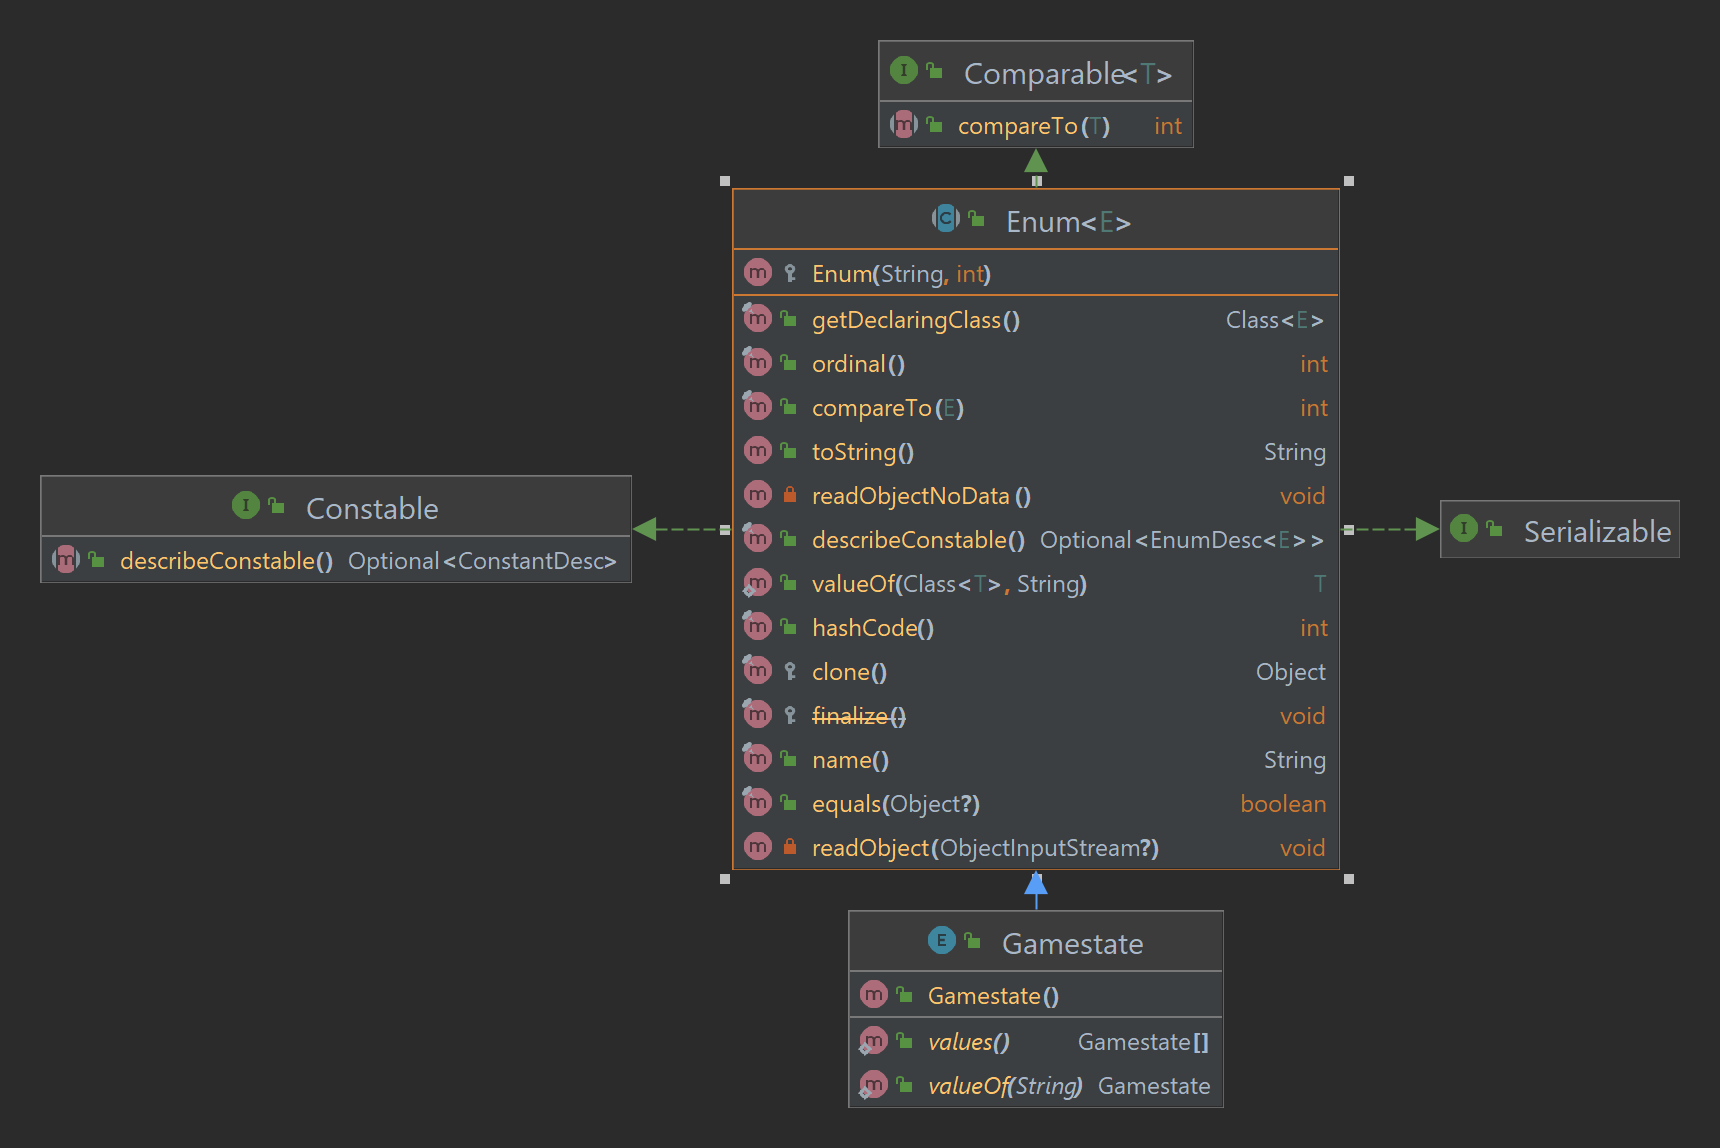 I Comparable<T>
m compareTo(T) int
C Enum<E>
m Enum(String, int)
m getDeclaringClass() Class<E>
m ordinal() int
m compareTo(E) int
m toString() String
m readObjectNoData() void
m describeConstable() Optional<EnumDesc<E>>
m valueOf(Class<T>, String) T
m hashCode() int
m clone() Object
m finalize() void
m name() String
m equals(Object?) boolean
m readObject(ObjectInputStream?) void
I Constable
m describeConstable() Optional<ConstantDesc>
I Serializable
E Gamestate
m Gamestate()
m values() Gamestate[]
m valueOf(String) Gamestate